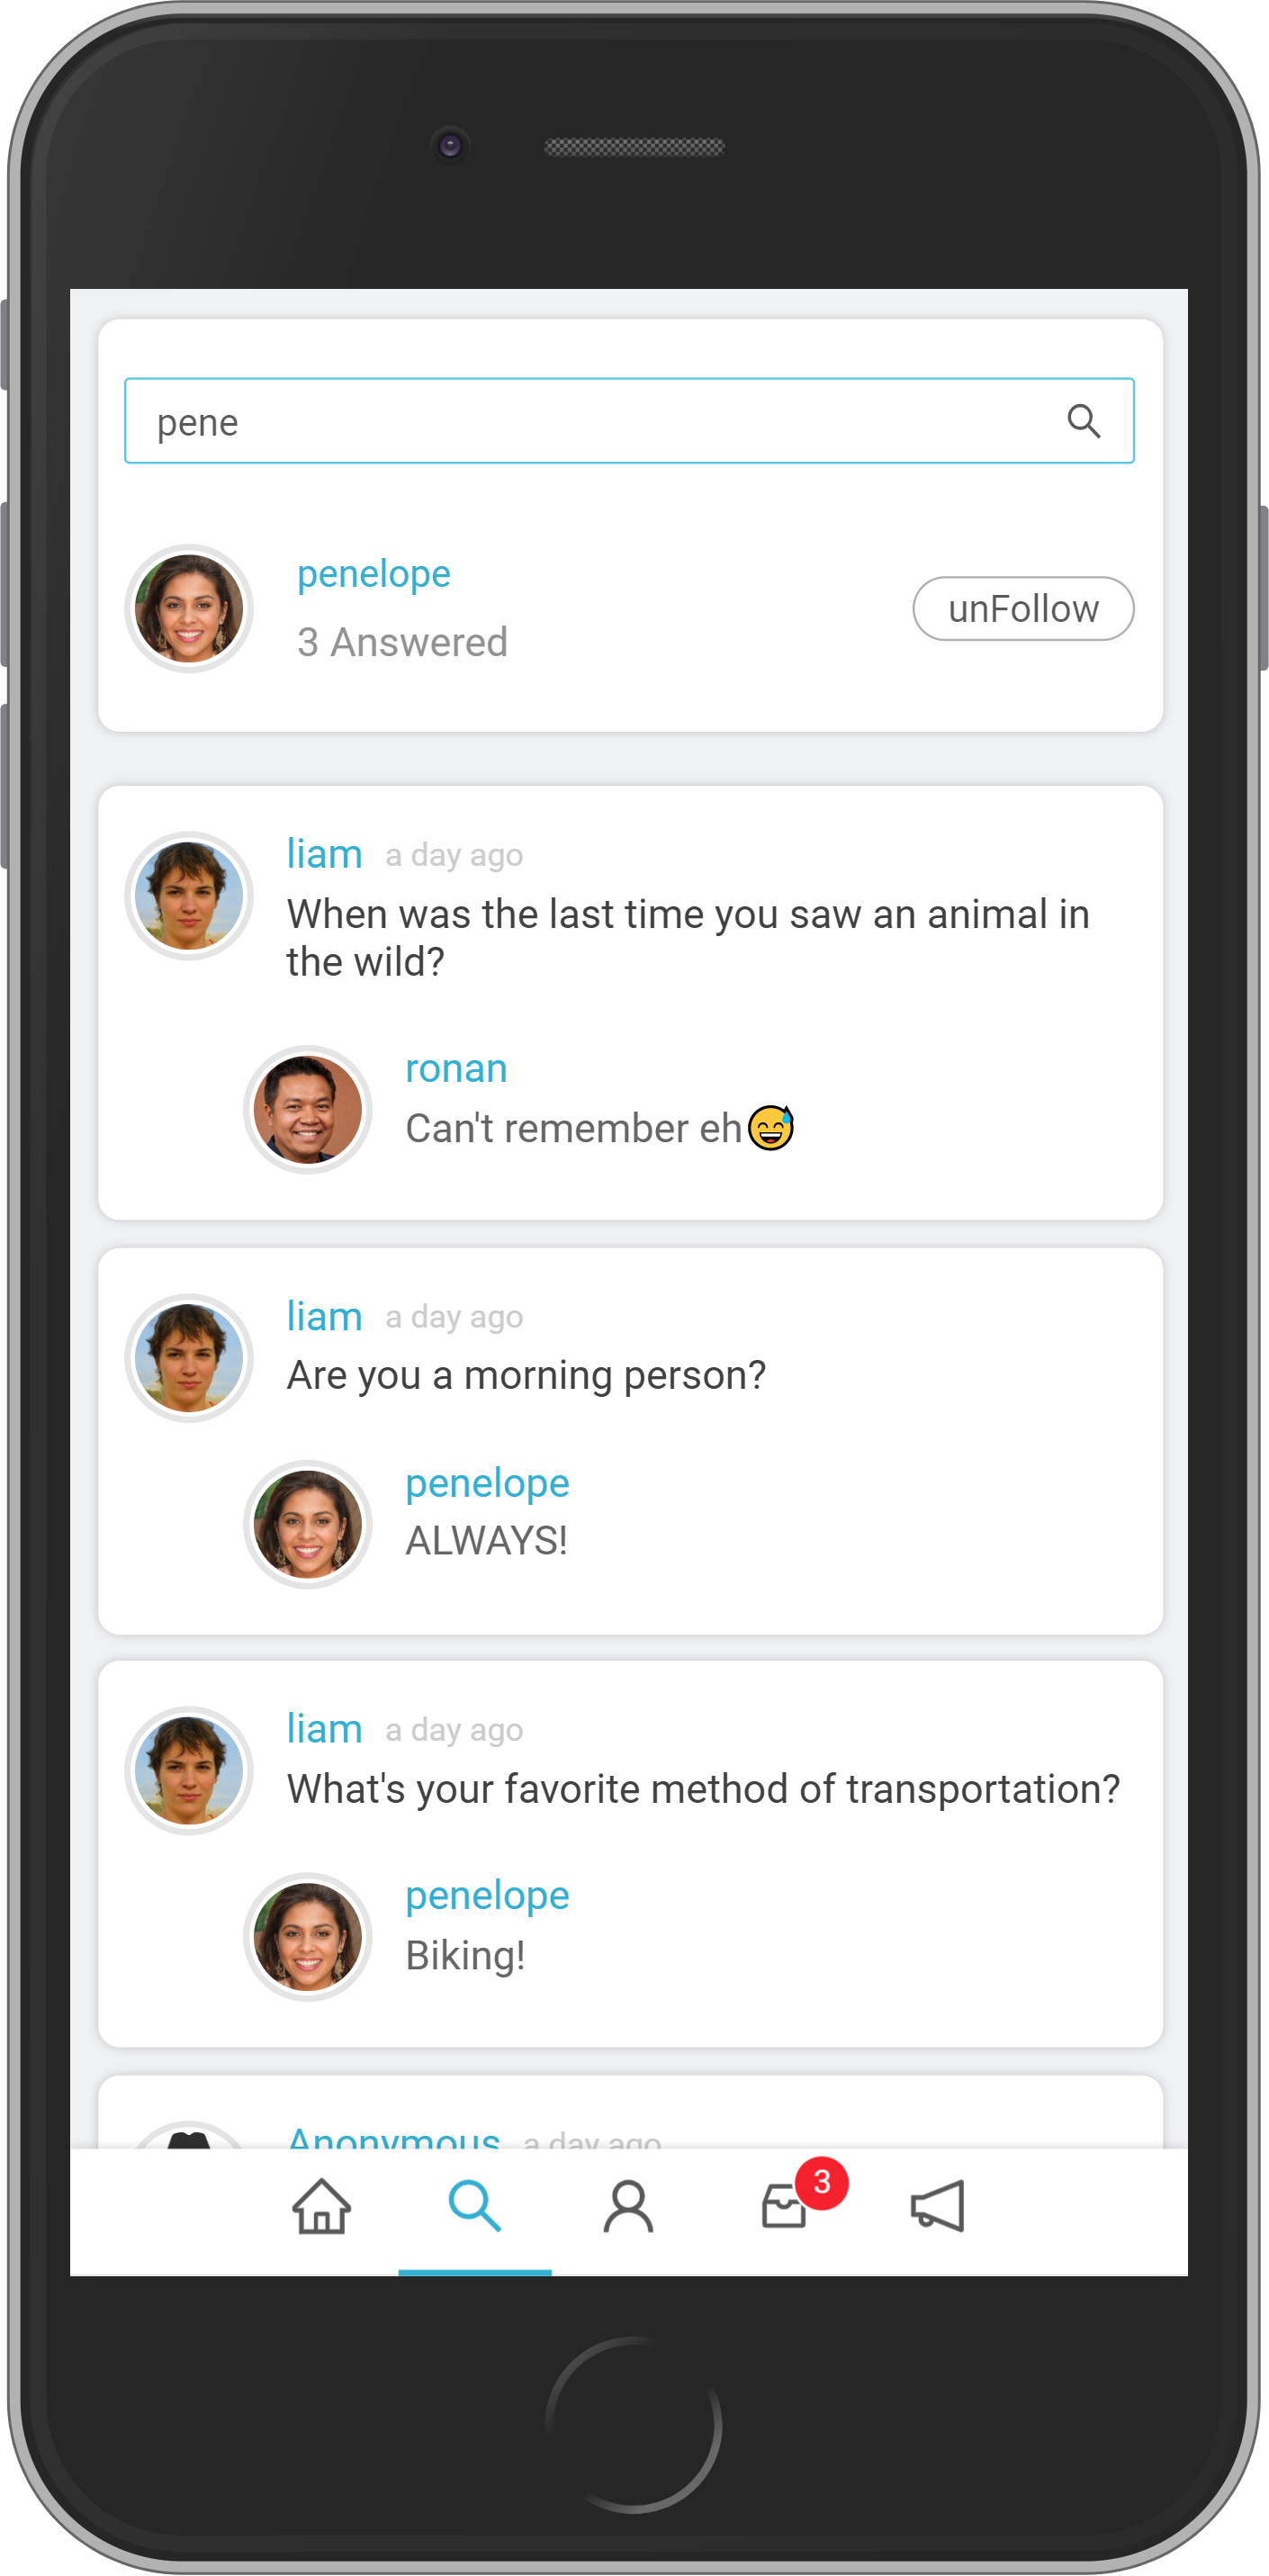 pene
penelope
3 Answered
unFollow
liam a day ago
When was the last time you saw an animal in
the wild?
ronan
Can't remember eh😅
liam a day ago
Are you a morning person?
penelope
ALWAYS!
liam a day ago
What's your favorite method of transportation?
penelope
Biking!
Anonymous a day ago
3